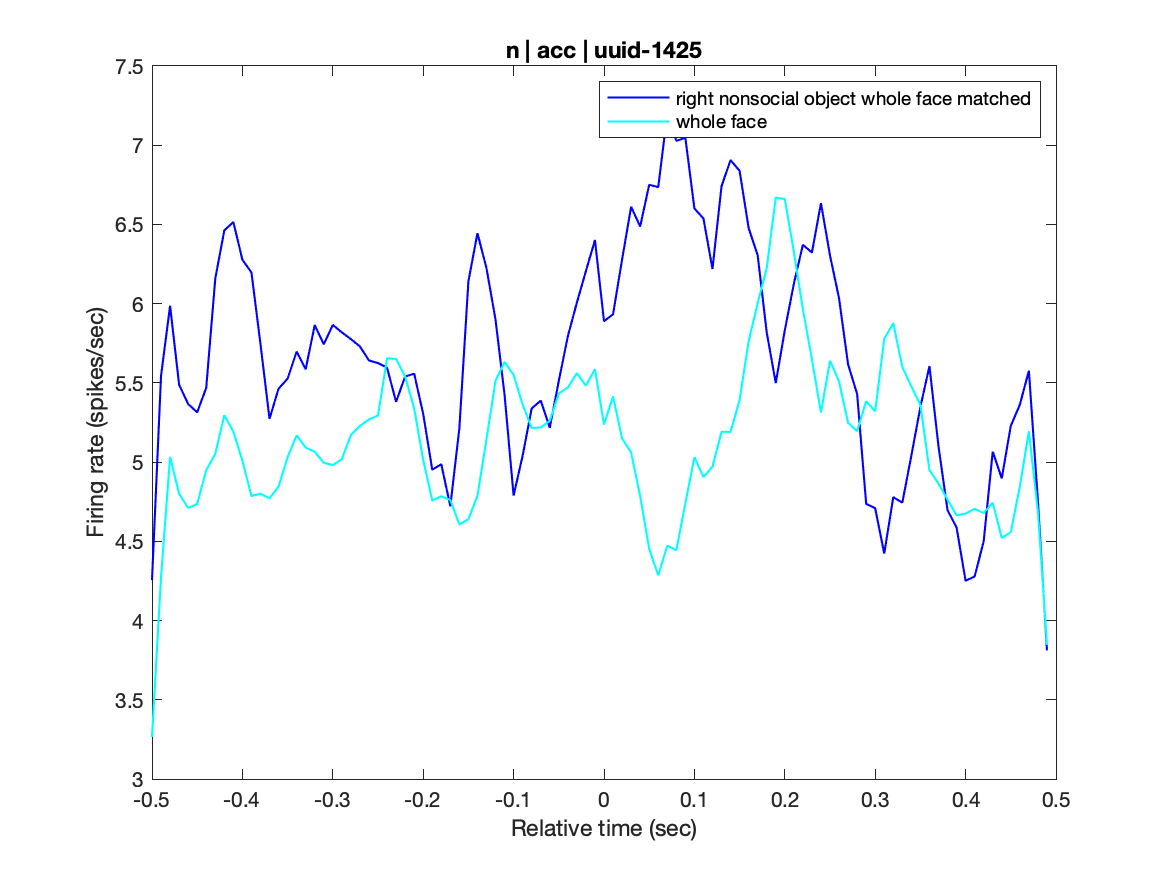 n | acc | uuid-1425
right nonsocial object whole face matched
whole face
7.5
7
6.5
6
5.5
5
4.5
4
3.5
3
Firing rate (spikes/sec)
-0.5 -0.4 -0.3 -0.2 -0.1 0 0.1 0.2 0.3 0.4 0.5
Relative time (sec)